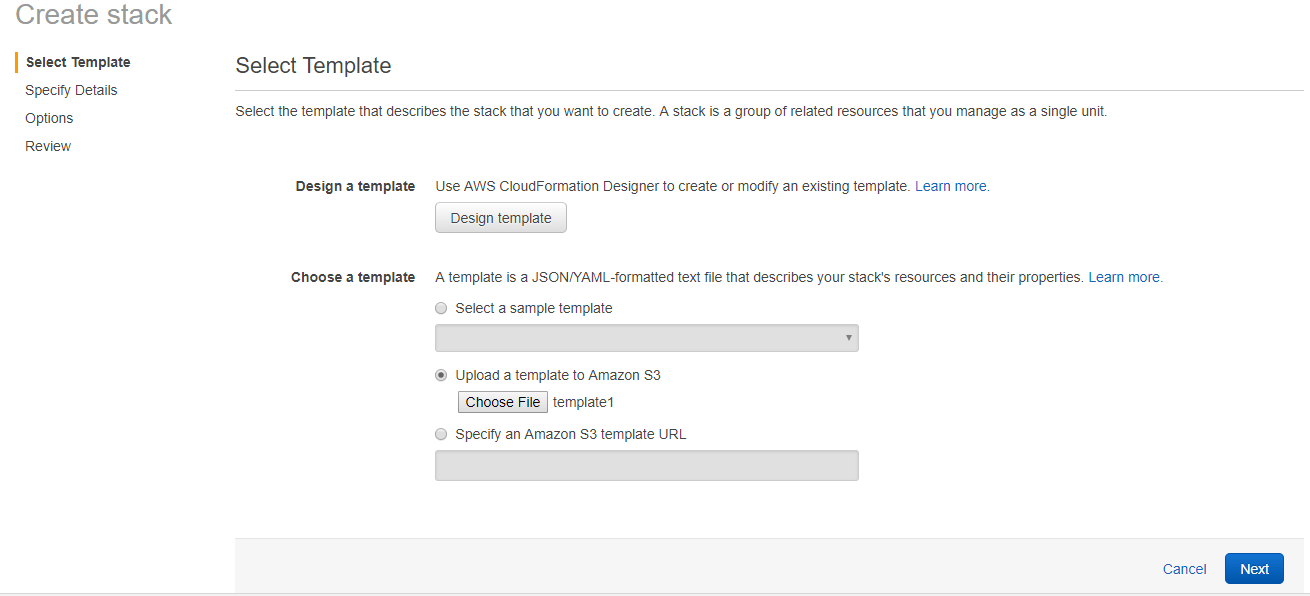 Create stack
Select Template
Specify Details
Options
Review
Select Template
Select the template that describes the stack that you want to create. A stack is a group of related resources that you manage as a single unit.
Design a template
Use AWS CloudFormation Designer to create or modify an existing template. Learn more.
Design template
Choose a template
A template is a JSON/YAML-formatted text file that describes your stack's resources and their properties. Learn more.
Select a sample template
Upload a template to Amazon S3
Choose File template1
Specify an Amazon S3 template URL
Cancel Next